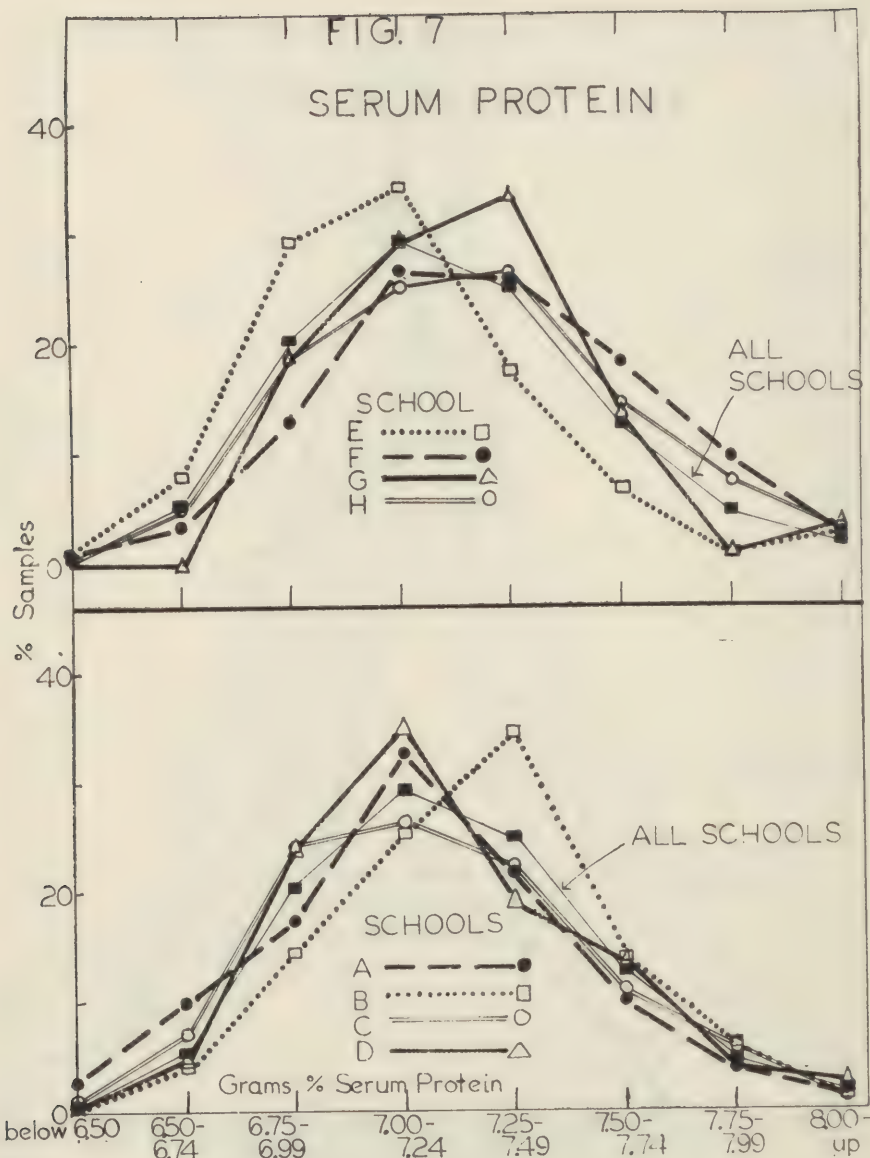 FIG. 7
SERUM PROTEIN
40
20
0
% Samples
ALL
SCHOOLS
SCHOOL
E
F
G
H
40
20
0
ALL SCHOOLS
SCHOOLS
A
B
C
D
Grams, % Serum Protein
below 6.50 6.50- 6.75- 7.00- 7.25- 7.50- 7.75- 8.00-
6.74 6.99 7.24 7.49 7.74 7.99 up